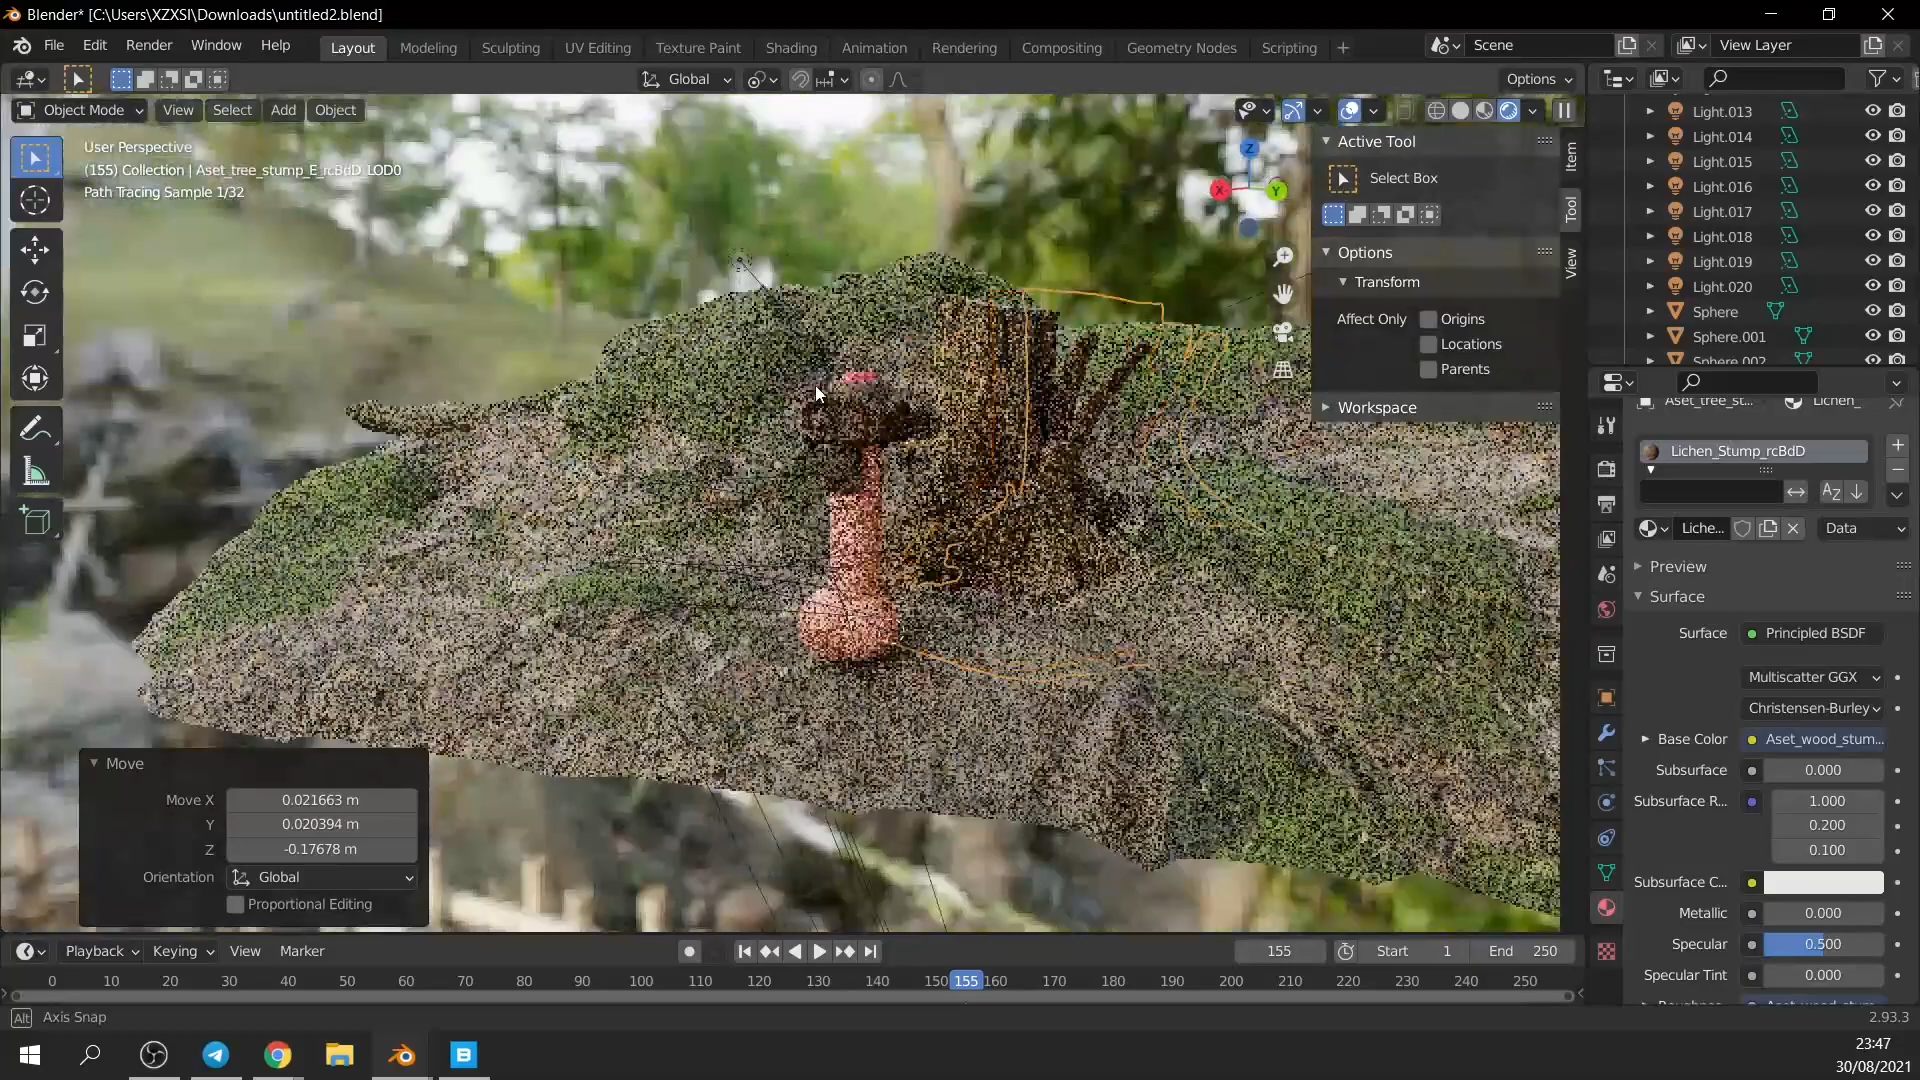 Blender* [C:\Users\XZXSI\Downloads\untitled2.blend]
File Edit Render Window Help
Layout Modeling Sculpting UV Editing Texture Paint Shading Animation Rendering Compositing Geometry Nodes Scripting +
Scene
View Layer
Global
Options
Object Mode View Select Add Object
User Perspective
(155) Collection | Aset_tree_stump_E_rcBdD_LOD0
Path Tracing Sample 1/32
Z
X
Y
Active Tool
Select Box
Options
Transform
Affect Only Origins
Locations
Parents
Workspace
Item
Tool
View
Light.013
Light.014
Light.015
Light.016
Light.017
Light.018
Light.019
Light.020
Sphere
Sphere.001
Sphere.002
Aset_tree_st... Lichen_
Lichen_Stump_rcBdD
Liche... Data
Preview
Surface
Surface Principled BSDF
Multiscatter GGX
Christensen-Burley
Base Color Aset_wood_stum...
Subsurface 0.000
Subsurface R... 1.000
0.200
0.100
Subsurface C...
Metallic 0.000
Specular 0.500
Specular Tint 0.000
Roughness Aset_wood_stum...
Move
Move X 0.021663 m
Y 0.020394 m
Z -0.17678 m
Orientation Global
Proportional Editing
Playback Keying View Marker
155 Start 1 End 250
0 10 20 30 40 50 60 70 80 90 100 110 120 130 140 150 155 160 170 180 190 200 210 220 230 240 250
Alt Axis Snap
2.93.3
23:47
30/08/2021